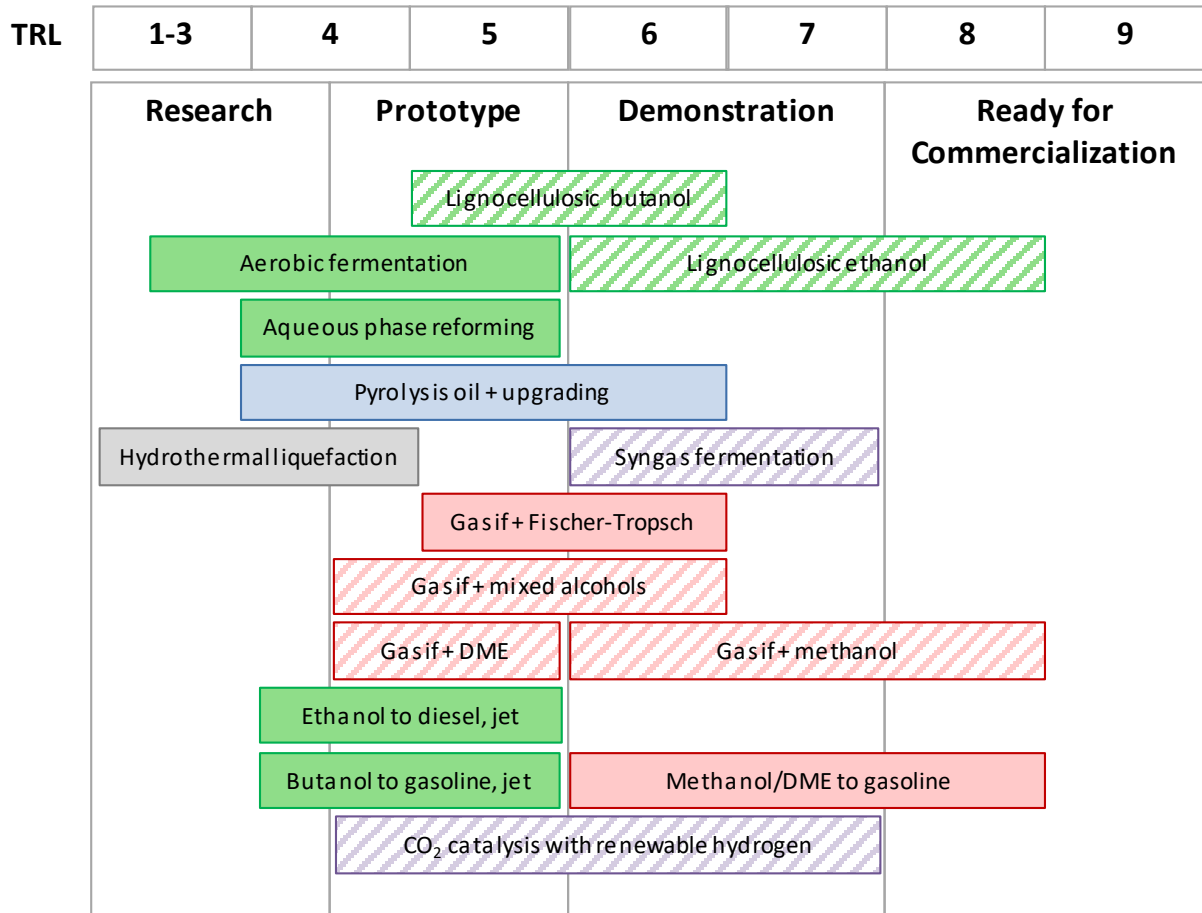 TRL 1-3 4 5 6 7 8 9
Research Prototype Demonstration Ready for
Commercialization
Lignocellulosic butanol
Aerobic fermentation Lignocellulosic ethanol
Aqueous phase reforming
Pyrolysis oil + upgrading
Hydrothermal liquefaction Syngas fermentation
Gasif + Fischer-Tropsch
Gasif + mixed alcohols
Gasif + DME Gasif + methanol
Ethanol to diesel, jet
Butanol to gasoline, jet Methanol/DME to gasoline
CO₂ catalysis with renewable hydrogen